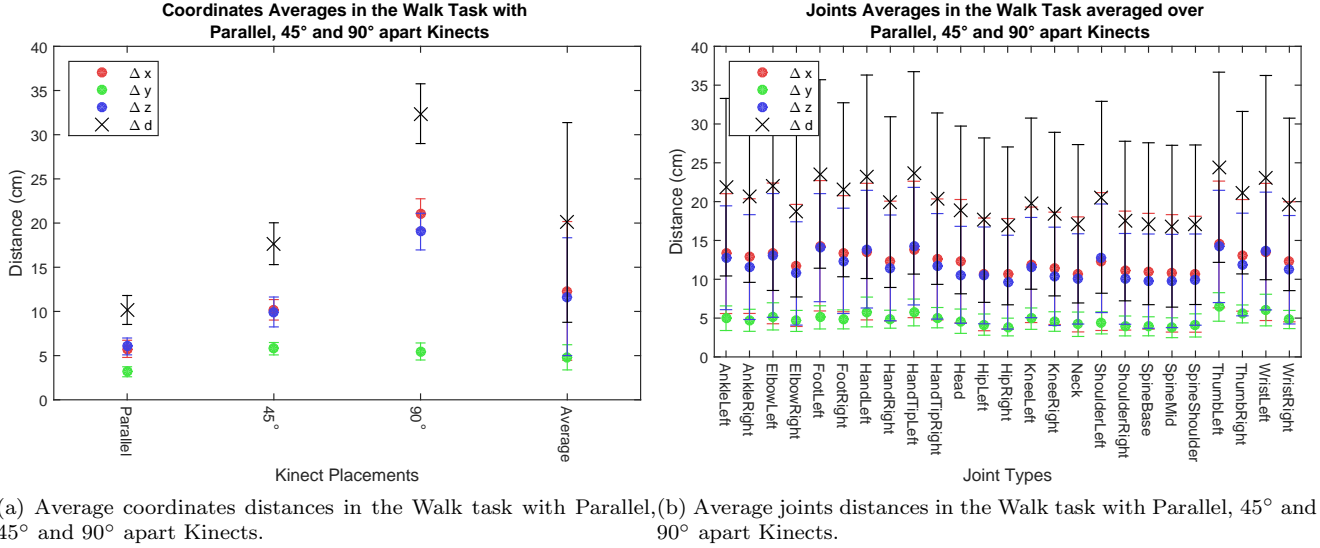 Coordinates Averages in the Walk Task with
Parallel, 45° and 90° apart Kinects
40
35
30
25
20
15
10
5
0
Distance (cm)
Δ x
Δ y
Δ z
Δ d
Parallel
45°
90°
Average
Kinect Placements
Joints Averages in the Walk Task averaged over
Parallel, 45° and 90° apart Kinects
40
35
30
25
20
15
10
5
0
Distance (cm)
Δ x
Δ y
Δ z
Δ d
AnkleLeft
AnkleRight
ElbowLeft
ElbowRight
FootLeft
FootRight
HandLeft
HandRight
HandTipLeft
HandTipRight
Head
HipLeft
HipRight
KneeLeft
KneeRight
Neck
ShoulderLeft
ShoulderRight
SpineBase
SpineMid
SpineShoulder
ThumbLeft
ThumbRight
WristLeft
WristRight
Joint Types
(a) Average coordinates distances in the Walk task with Parallel,
45° and 90° apart Kinects.
(b) Average joints distances in the Walk task with Parallel, 45° and
90° apart Kinects.